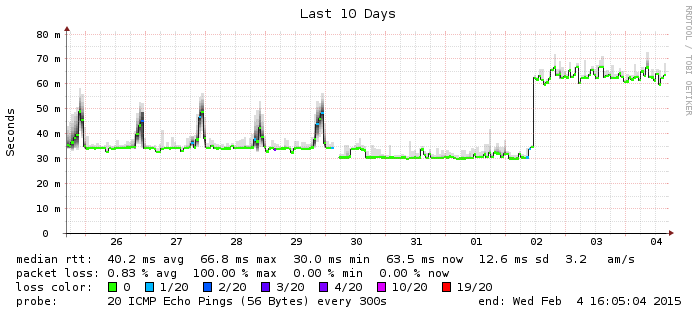 Last 10 Days
RRDTOOL / TOBI OETIKER
Seconds
80 m
70 m
60 m
50 m
40 m
30 m
20 m
10 m
0
26 27 28 29 30 31 01 02 03 04
median rtt: 40.2 ms avg 66.8 ms max 30.0 ms min 63.5 ms now 12.6 ms sd 3.2 am/s
packet loss: 0.83 % avg 100.00 % max 0.00 % min 0.00 % now
loss color: 0 1/20 2/20 3/20 4/20 10/20 19/20
probe: 20 ICMP Echo Pings (56 Bytes) every 300s end: Wed Feb 4 16:05:04 2015